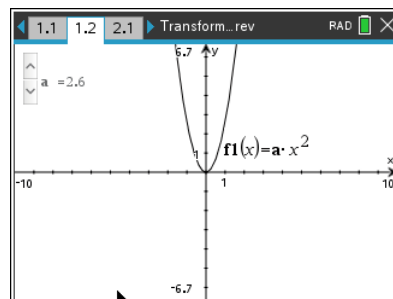 1.1 1.2 2.1 Transform...rev RAD
6.7 y
a =2.6
1 f1(x)=a· x²
x
-10 1 10
-6.7